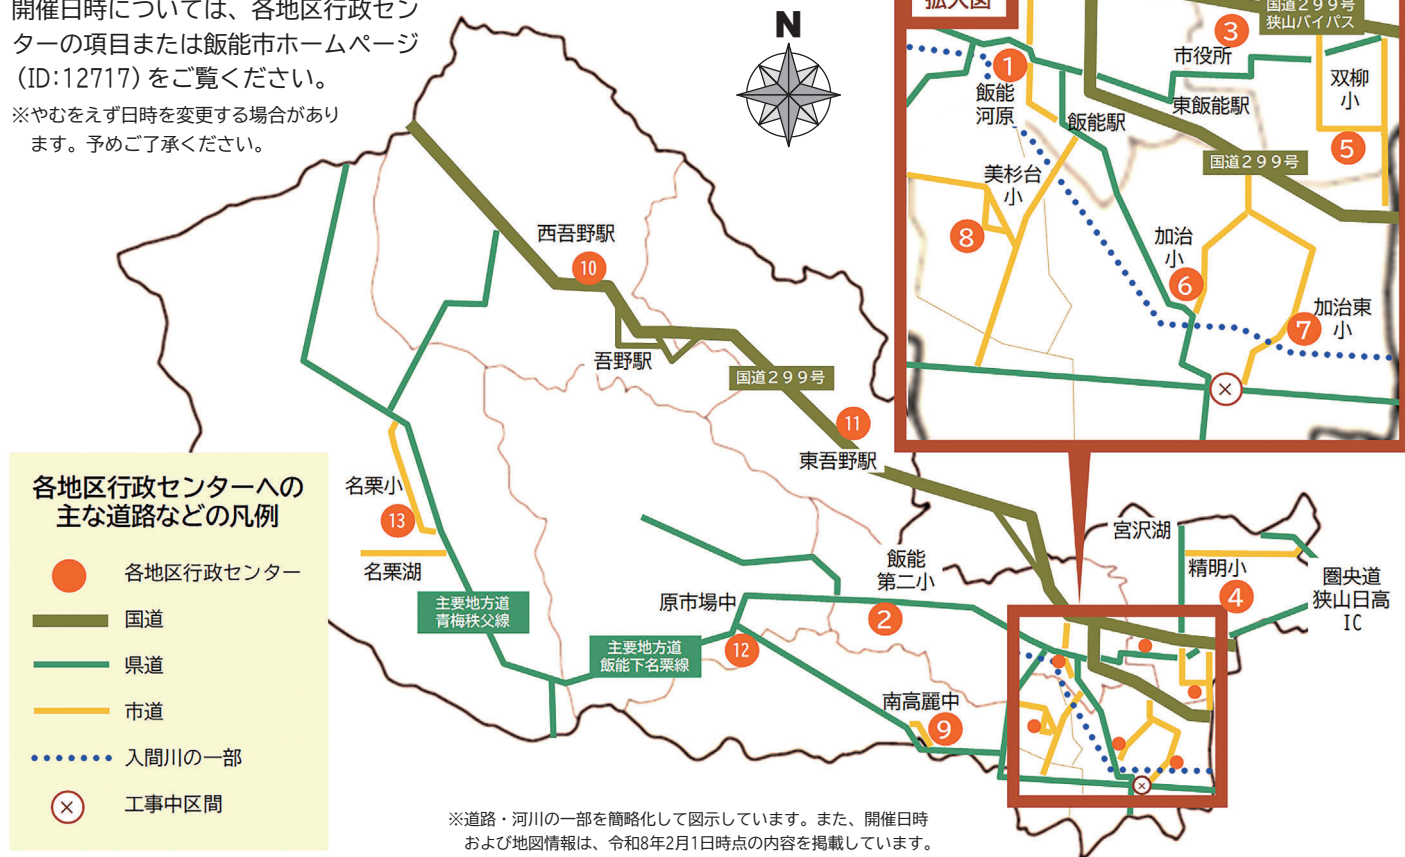 開催日時については、各地区行政セン
ターの項目または飯能市ホームページ
(ID:12717)をご覧ください。
※やむをえず日時を変更する場合があり
ます。予めご了承ください。
N
拡大図
国道299号
狭山バイパス
3
市役所
1
飯能
河原
飯能駅
東飯能駅
双柳
小
5
国道299号
美杉台
小
8
加治
小
6
7
加治東
小
×
西吾野駅
10
吾野駅
国道299号
11
東吾野駅
名栗小
13
名栗湖
主要地方道
青梅秩父線
主要地方道
飯能下名栗線
原市場中
12
飯能
第二小
2
南高麗中
9
宮沢湖
精明小
4
圏央道
狭山日高
IC
×
各地区行政センターへの
主な道路などの凡例
各地区行政センター
国道
県道
市道
入間川の一部
×
工事中区間
※道路・河川の一部を簡略化して図示しています。また、開催日時
および地図情報は、令和8年2月1日時点の内容を掲載しています。